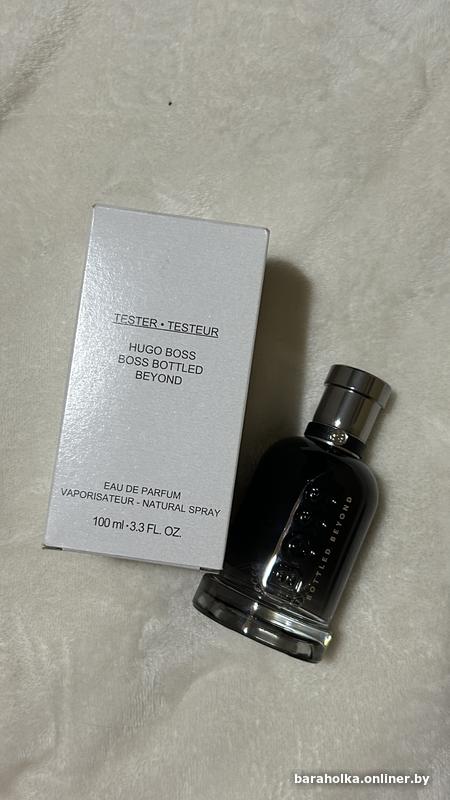 TESTER • TESTEUR
HUGO BOSS
BOSS BOTTLED
BEYOND
EAU DE PARFUM
VAPORISATEUR - NATURAL SPRAY
100 ml • 3.3 FL. OZ.
BOSS
BOTTLED BEYOND
baraholka.onliner.by